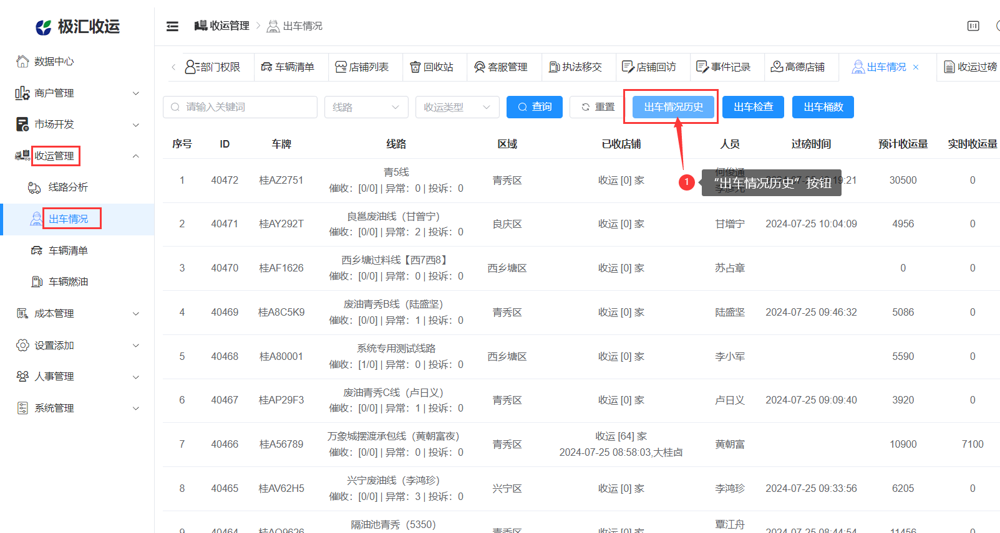 极汇收运
收运管理
出车情况
数据中心
商户管理
市场开发
收运管理
线路分析
出车情况
车辆清单
车辆燃油
成本管理
设置添加
人事管理
系统管理
部门权限 车辆清单 店铺列表 回收站 客服管理 执法移交 店铺回访 事件记录 高德店铺 出车情况 × 收运过磅
请输入关键词 线路 收运类型 查询 重置 出车情况历史 出车检查 出车桶数
序号 ID 车牌 线路 区域 已收店铺 人员 过磅时间 预计收运量 实时收运量
青5线
1 40472 桂AZ2751 青秀区 收运 [0] 家 何俊通 19:21 30500 0
催收：[0/0] | 异常：0 | 投诉：0
1 “出车情况历史”按钮
良邕废油线（甘曾宁）
2 40471 桂AY292T 良庆区 收运 [0] 家 甘增宁 2024-07-25 10:04:09 4956 0
催收：[0/0] | 异常：2 | 投诉：0
西乡塘过料线【西7西8】
3 40470 桂AF1626 西乡塘区 收运 [0] 家 苏占章 0 0
催收：[0/0] | 异常：0 | 投诉：0
废油青秀B线（陆盛坚）
4 40469 桂A8C5K9 青秀区 收运 [0] 家 陆盛坚 2024-07-25 09:46:32 5086 0
催收：[0/0] | 异常：1 | 投诉：0
系统专用测试线路
5 40468 桂A80001 西乡塘区 收运 [0] 家 李小军 5590 0
催收：[1/0] | 异常：0 | 投诉：0
废油青秀C线（卢日义）
6 40467 桂AP29F3 青秀区 收运 [0] 家 卢日义 2024-07-25 09:09:40 3920 0
催收：[0/0] | 异常：1 | 投诉：0
万象城摆渡承包线（黄朝富夜） 收运 [64] 家
7 40466 桂A56789 青秀区 黄朝富 10900 7100
催收：[0/0] | 异常：0 | 投诉：0 2024-07-25 08:58:03,大桂卤
兴宁废油线（李鸿珍）
8 40465 桂AV62H5 兴宁区 收运 [0] 家 李鸿珍 2024-07-25 09:33:56 6205 0
催收：[0/0] | 异常：3 | 投诉：0
隔油池青秀（5350） 覃江舟
9 40464 桂AQ9626 青秀区 收运 [0] 家 2024-07-25 08:44:54 11456 0